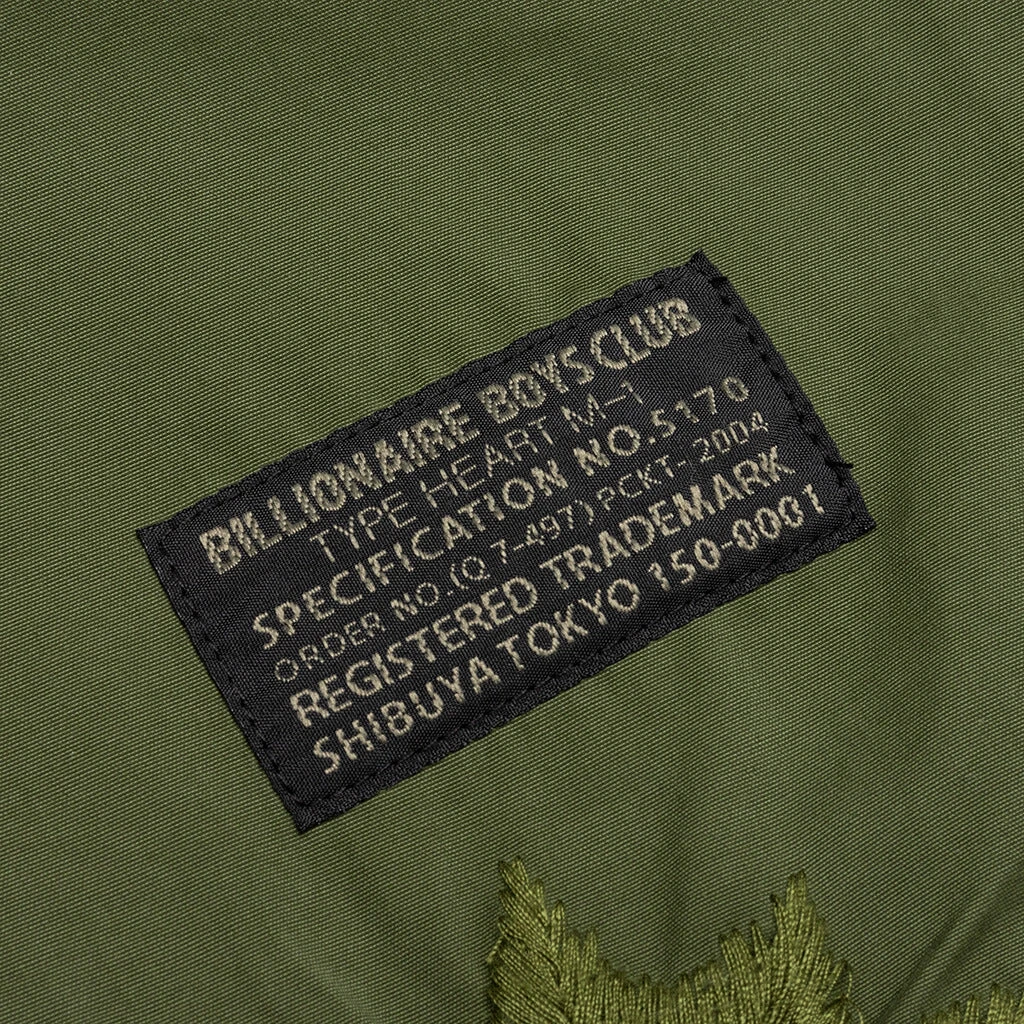 BILLIONAIRE BOYS CLUB
TYPE HEART M-1
SPECIFICATION NO.S170
ORDER NO.(Q 7-497) PCKT-2004
REGISTERED TRADEMARK
SHIBUYA TOKYO 150-0001